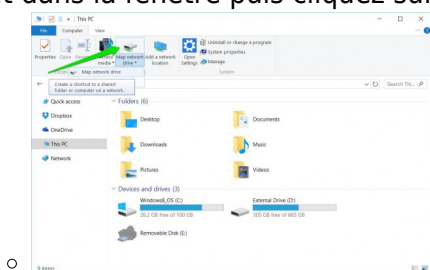 dans la fenêtre puis cliquez sur
This PC
File Computer View
Properties Open media Map network drive Add a network location Open Settings Uninstall or change a program
System properties
Manage
Map network drive System
Create a shortcut to a shared folder or computer on a network.
Search Th...
Quick access
Dropbox
OneDrive
This PC
Network
Folders (6)
Desktop Documents
Downloads Music
Pictures Videos
Devices and drives (3)
Windows8_OS (C:) External Drive (D:)
26.2 GB free of 100 GB 305 GB free of 665 GB
Removable Disk (E:)
9 items